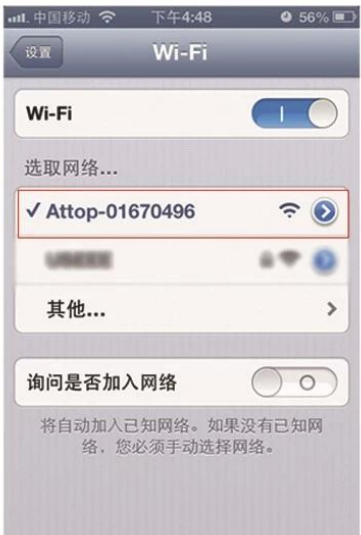 中国移动 下午4:48 56%
设置 Wi-Fi
Wi-Fi
选取网络...
✓ Attop-01670496
其他...
询问是否加入网络
将自动加入已知网络。如果没有已知网
络，您必须手动选择网络。